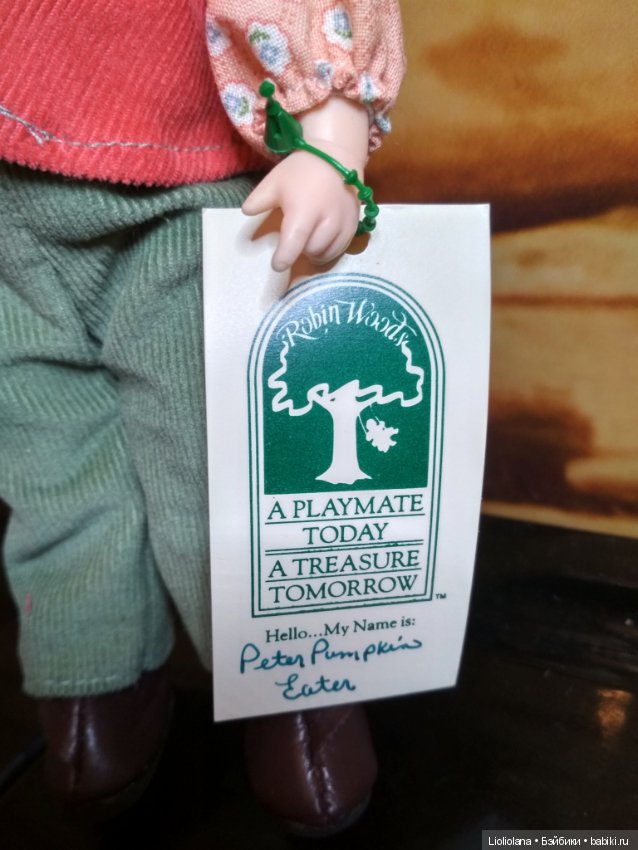 Robin Woods
A PLAYMATE
TODAY
A TREASURE
TOMORROW
TM
Hello...My Name is:
Peter Pumpkin
Eater
Lioliolana • Бэйбики • babiki.ru